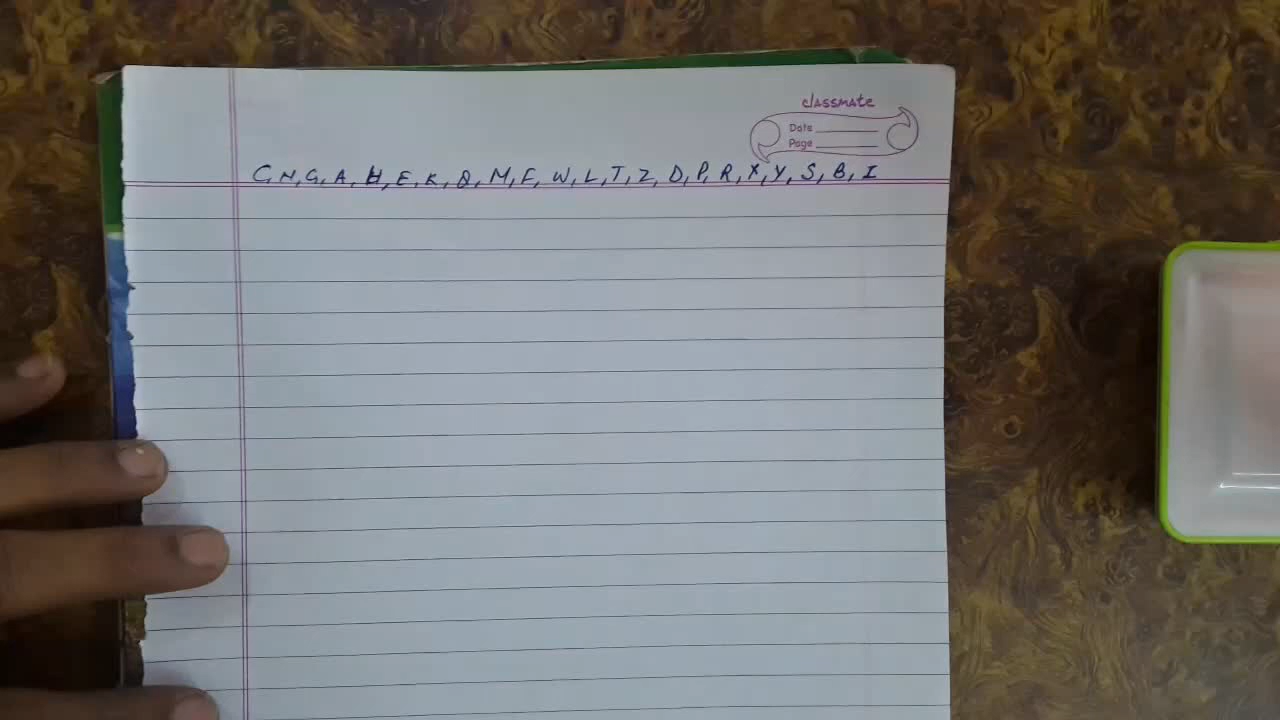 classmate
Date
Page
C, N, G, A, H, E, K, Q, M, F, W, L, T, Z, D, P, R, X, Y, S, B, I